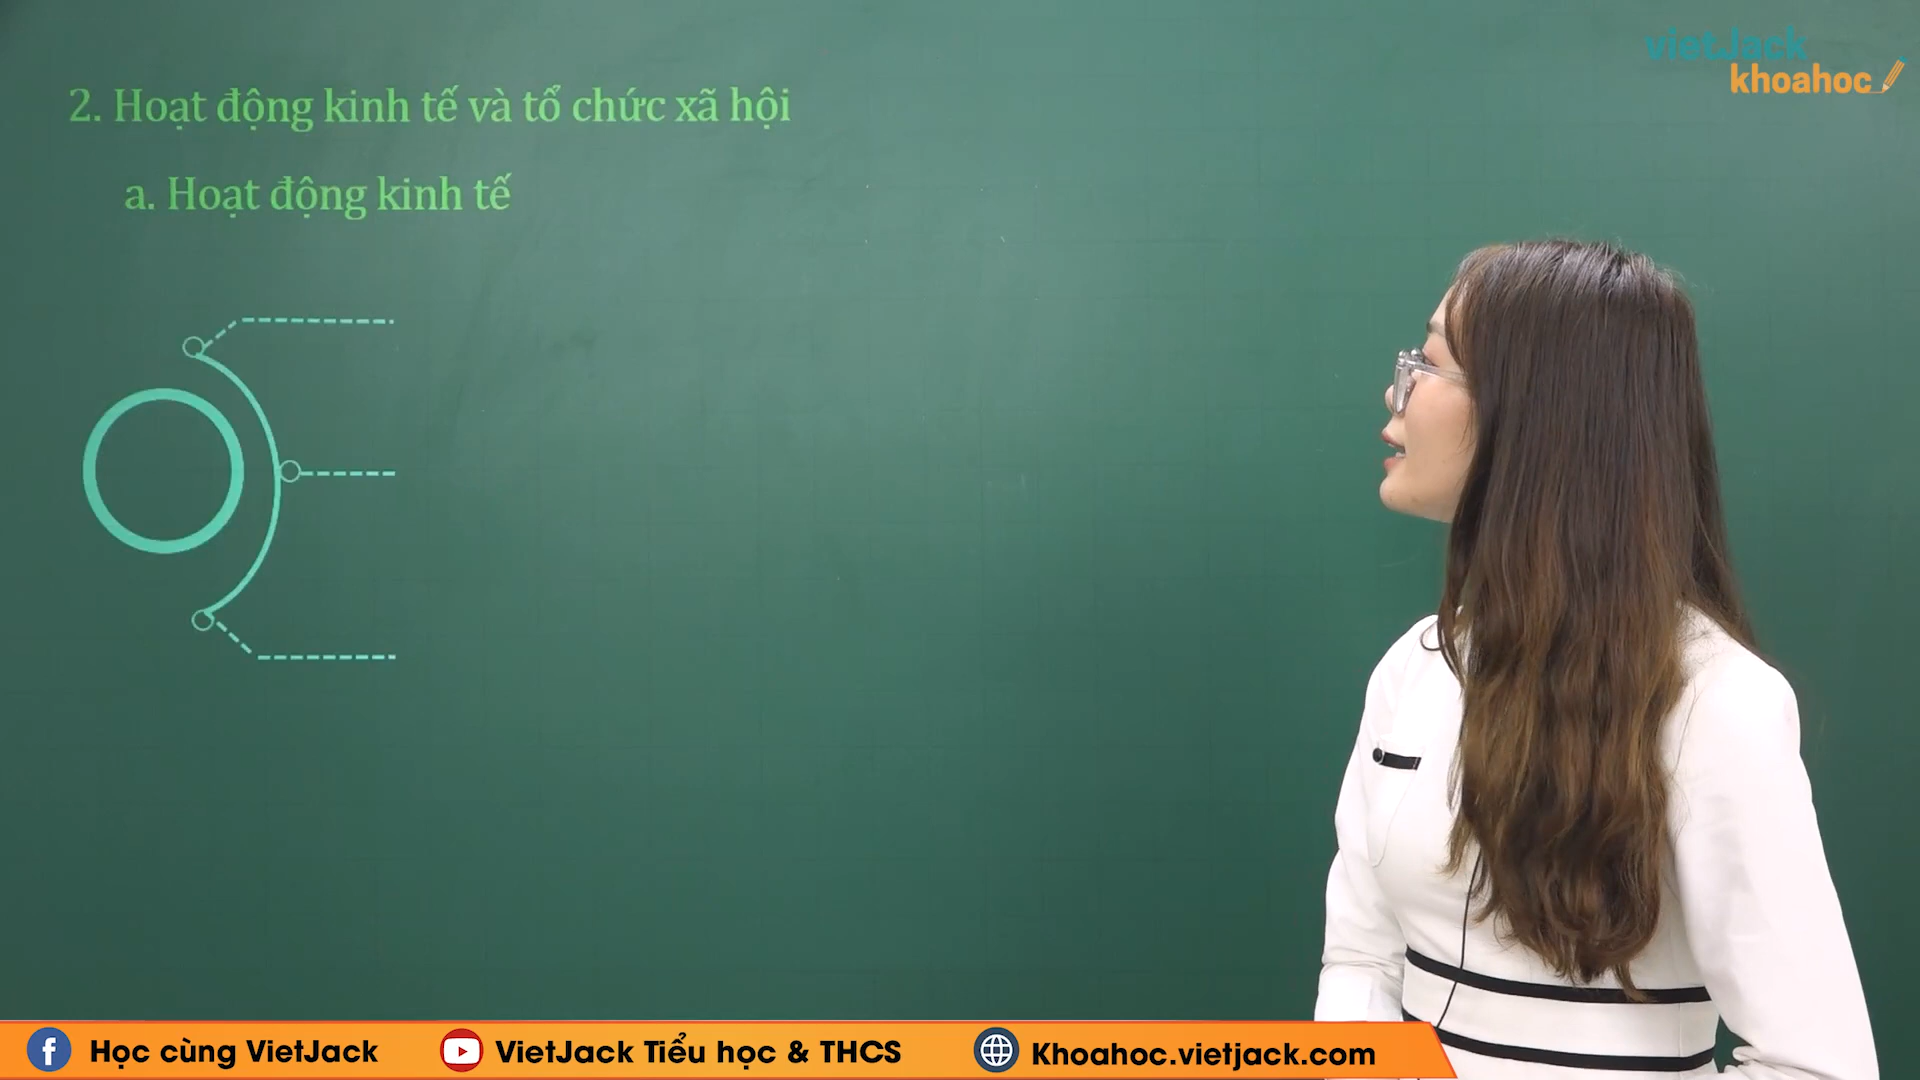 vietJack
khoahoc
2. Hoạt động kinh tế và tổ chức xã hội
a. Hoạt động kinh tế
Học cùng VietJack
VietJack Tiểu học & THCS
Khoahoc.vietjack.com